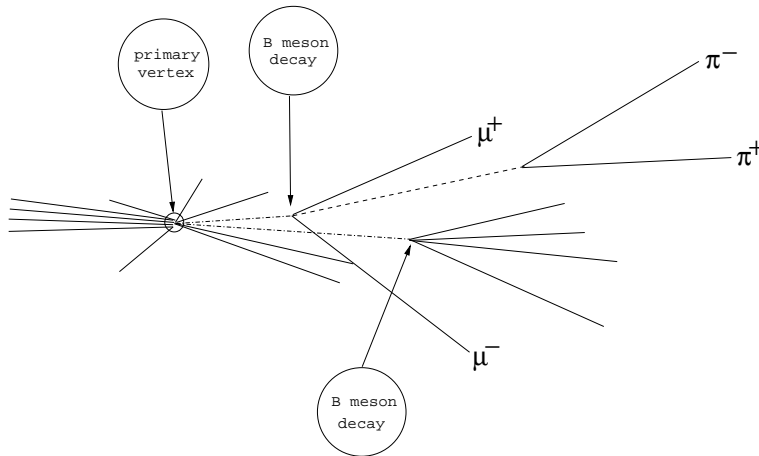 primary
vertex
B meson
decay
π−
μ+
π+
μ−
B meson
decay